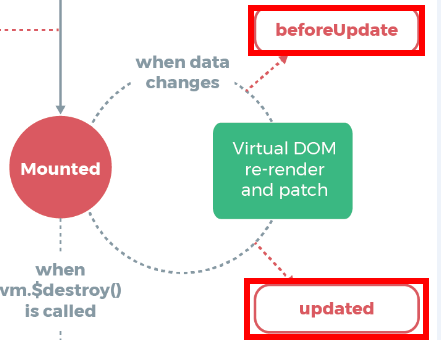 beforeUpdate
when data
changes
Mounted
Virtual DOM
re-render
and patch
when
vm.$destroy()
is called
updated